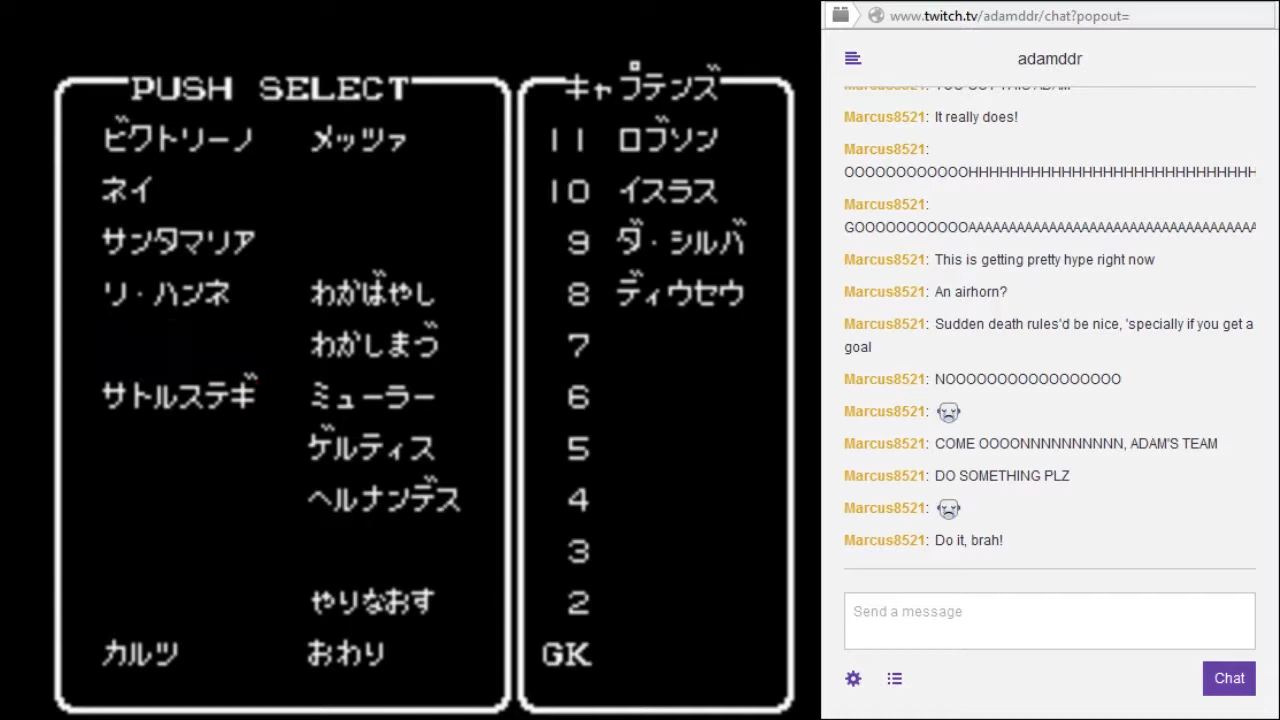 PUSH SELECT
ビクトリーノ メッツァ
ネイ
サンタマリア
リ・ハンネ わかばやし
わかしまづ
サトルステギ ミューラー
ゲルティス
ヘルナンデス
やりなおす
カルツ おわり
キャプテンズ
11 ロブソン
10 イスラス
9 ダ・シルバ
8 ディウセウ
7
6
5
4
3
2
GK
www.twitch.tv/adamddr/chat?popout=
adamddr
Marcus8521: It really does!
Marcus8521:
OOOOOOOOOOOOHHHHHHHHHHHHHHHHHHHHHHHHHHHH
Marcus8521:
GOOOOOOOOOOOAAAAAAAAAAAAAAAAAAAAAAAAAAAAAAA
Marcus8521: This is getting pretty hype right now
Marcus8521: An airhorn?
Marcus8521: Sudden death rules'd be nice, 'specially if you get a
goal
Marcus8521: NOOOOOOOOOOOOOOOOO
Marcus8521:
Marcus8521: COME OOOONNNNNNNNNN, ADAM'S TEAM
Marcus8521: DO SOMETHING PLZ
Marcus8521:
Marcus8521: Do it, brah!
Send a message
Chat